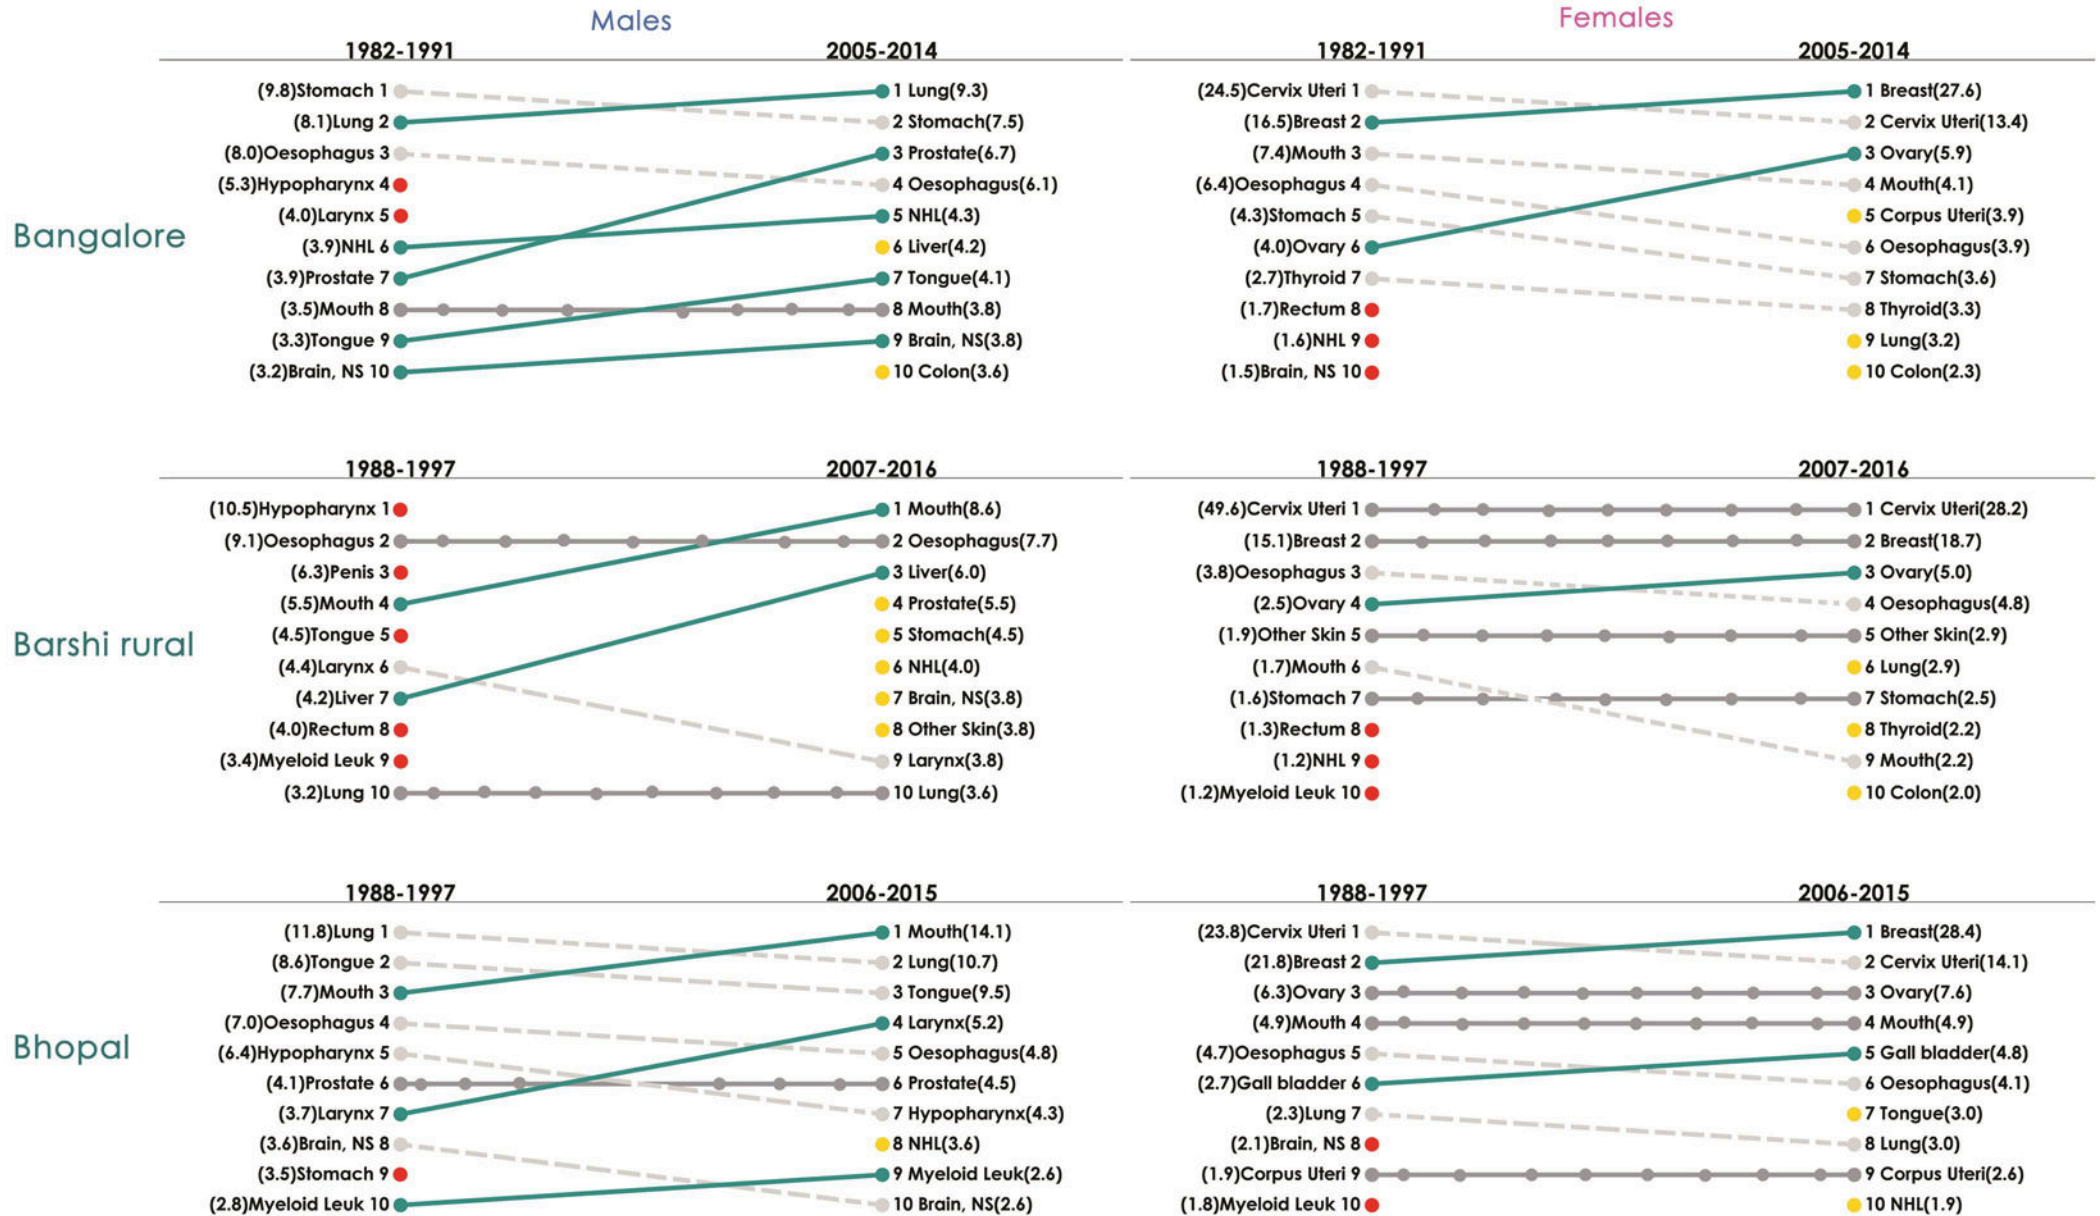 Males Females
1982-1991 2005-2014 1982-1991 2005-2014
(9.8)Stomach 1 1 Lung(9.3) (24.5)Cervix Uteri 1 1 Breast(27.6)
(8.1)Lung 2 2 Stomach(7.5) (16.5)Breast 2 2 Cervix Uteri(13.4)
(8.0)Oesophagus 3 3 Prostate(6.7) (7.4)Mouth 3 3 Ovary(5.9)
(5.3)Hypopharynx 4 4 Oesophagus(6.1) (6.4)Oesophagus 4 4 Mouth(4.1)
(4.0)Larynx 5 5 NHL(4.3) (4.3)Stomach 5 5 Corpus Uteri(3.9)
Bangalore
(3.9)NHL 6 6 Liver(4.2) (4.0)Ovary 6 6 Oesophagus(3.9)
(3.9)Prostate 7 7 Tongue(4.1) (2.7)Thyroid 7 7 Stomach(3.6)
(3.5)Mouth 8 8 Mouth(3.8) (1.7)Rectum 8 8 Thyroid(3.3)
(3.3)Tongue 9 9 Brain, NS(3.8) (1.6)NHL 9 9 Lung(3.2)
(3.2)Brain, NS 10 10 Colon(3.6) (1.5)Brain, NS 10 10 Colon(2.3)
1988-1997 2007-2016 1988-1997 2007-2016
(10.5)Hypopharynx 1 1 Mouth(8.6) (49.6)Cervix Uteri 1 1 Cervix Uteri(28.2)
(9.1)Oesophagus 2 2 Oesophagus(7.7) (15.1)Breast 2 2 Breast(18.7)
(6.3)Penis 3 3 Liver(6.0) (3.8)Oesophagus 3 3 Ovary(5.0)
(5.5)Mouth 4 4 Prostate(5.5) (2.5)Ovary 4 4 Oesophagus(4.8)
(4.5)Tongue 5 5 Stomach(4.5) (1.9)Other Skin 5 5 Other Skin(2.9)
Barshi rural
(4.4)Larynx 6 6 NHL(4.0) (1.7)Mouth 6 6 Lung(2.9)
(4.2)Liver 7 7 Brain, NS(3.8) (1.6)Stomach 7 7 Stomach(2.5)
(4.0)Rectum 8 8 Other Skin(3.8) (1.3)Rectum 8 8 Thyroid(2.2)
(3.4)Myeloid Leuk 9 9 Larynx(3.8) (1.2)NHL 9 9 Mouth(2.2)
(3.2)Lung 10 10 Lung(3.6) (1.2)Myeloid Leuk 10 10 Colon(2.0)
1988-1997 2006-2015 1988-1997 2006-2015
(11.8)Lung 1 1 Mouth(14.1) (23.8)Cervix Uteri 1 1 Breast(28.4)
(8.6)Tongue 2 2 Lung(10.7) (21.8)Breast 2 2 Cervix Uteri(14.1)
(7.7)Mouth 3 3 Tongue(9.5) (6.3)Ovary 3 3 Ovary(7.6)
(7.0)Oesophagus 4 4 Larynx(5.2) (4.9)Mouth 4 4 Mouth(4.9)
Bhopal
(6.4)Hypopharynx 5 5 Oesophagus(4.8) (4.7)Oesophagus 5 5 Gall bladder(4.8)
(4.1)Prostate 6 6 Prostate(4.5) (2.7)Gall bladder 6 6 Oesophagus(4.1)
(3.7)Larynx 7 7 Hypopharynx(4.3) (2.3)Lung 7 7 Tongue(3.0)
(3.6)Brain, NS 8 8 NHL(3.6) (2.1)Brain, NS 8 8 Lung(3.0)
(3.5)Stomach 9 9 Myeloid Leuk(2.6) (1.9)Corpus Uteri 9 9 Corpus Uteri(2.6)
(2.8)Myeloid Leuk 10 10 Brain, NS(2.6) (1.8)Myeloid Leuk 10 10 NHL(1.9)